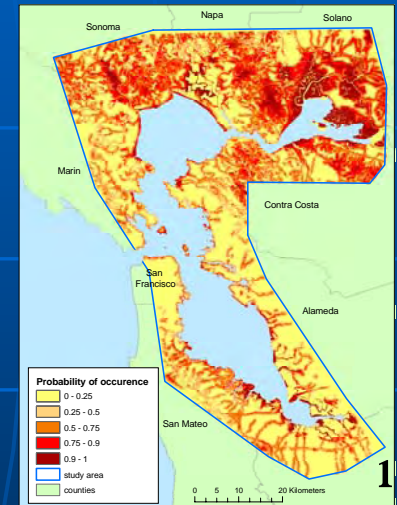 Napa
Sonoma
Solano
Marin
Contra Costa
San
Francisco
Alameda
San Mateo
Probability of occurence
0 - 0.25
0.25 - 0.5
0.5 - 0.75
0.75 - 0.9
0.9 - 1
study area
counties
0 5 10 20 Kilometers
1